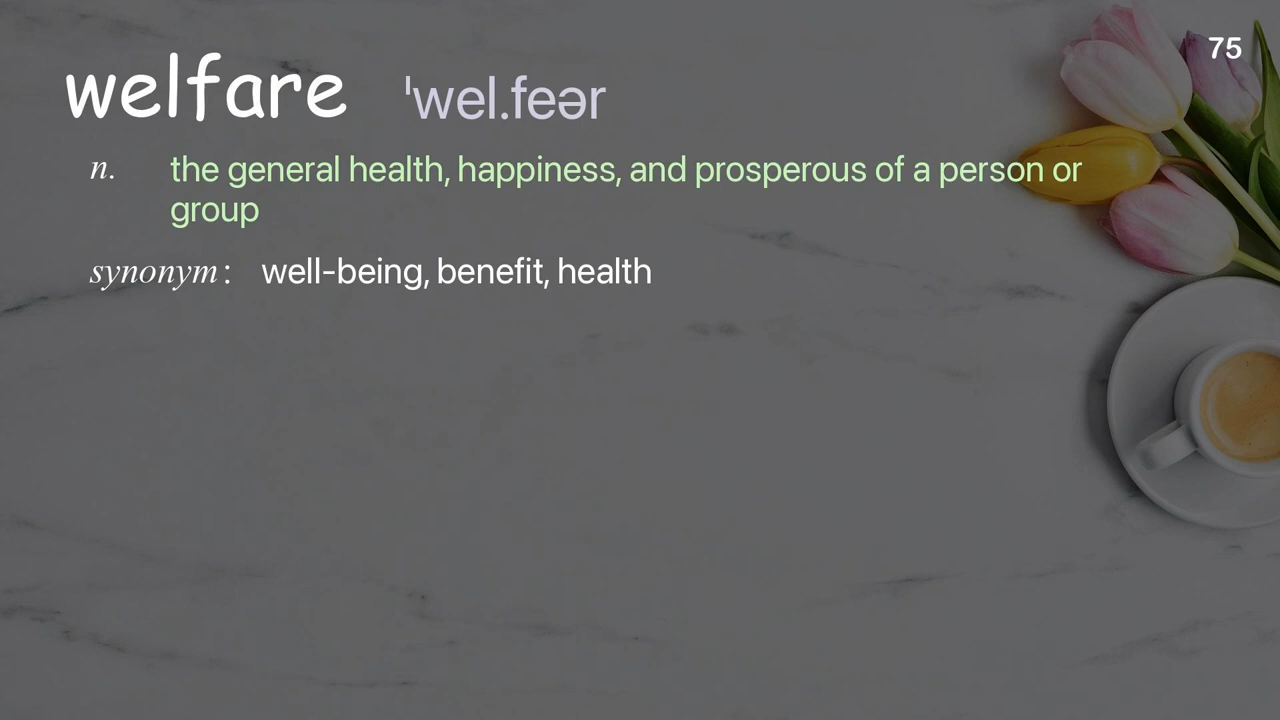 75
welfare ˈwel.feər
n. the general health, happiness, and prosperous of a person or
group
synonym: well-being, benefit, health